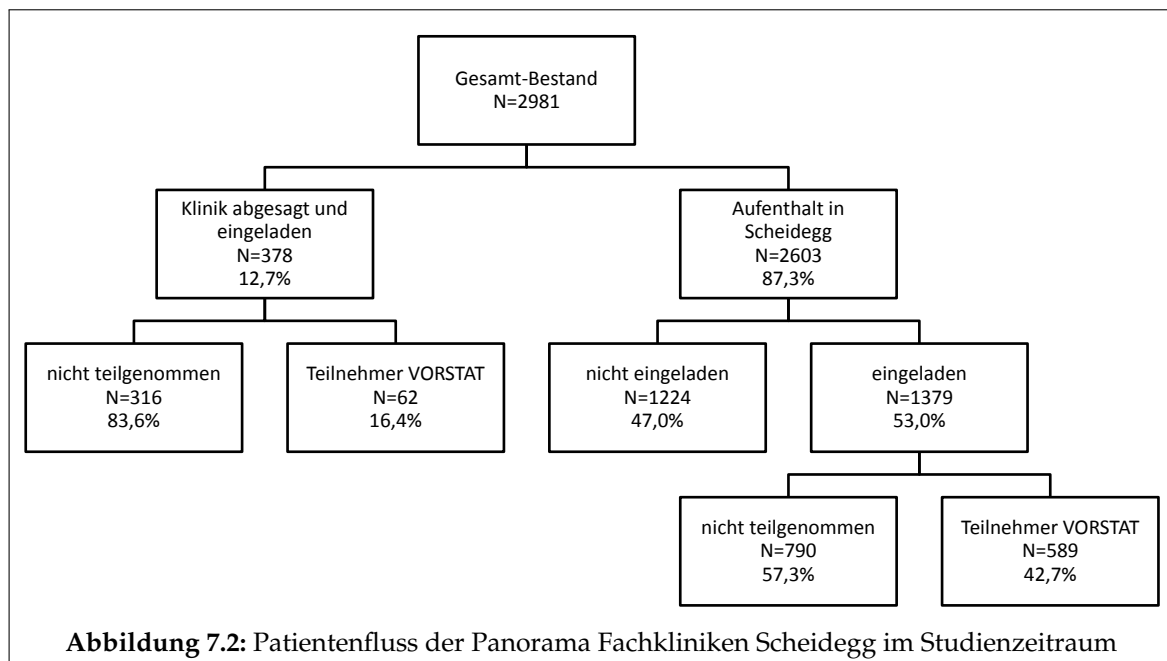 Gesamt-Bestand
N=2981
Klinik abgesagt und
eingeladen
N=378
12,7%
Aufenthalt in
Scheidegg
N=2603
87,3%
nicht teilgenommen
N=316
83,6%
Teilnehmer VORSTAT
N=62
16,4%
nicht eingeladen
N=1224
47,0%
eingeladen
N=1379
53,0%
nicht teilgenommen
N=790
57,3%
Teilnehmer VORSTAT
N=589
42,7%
Abbildung 7.2: Patientenfluss der Panorama Fachkliniken Scheidegg im Studienzeitraum